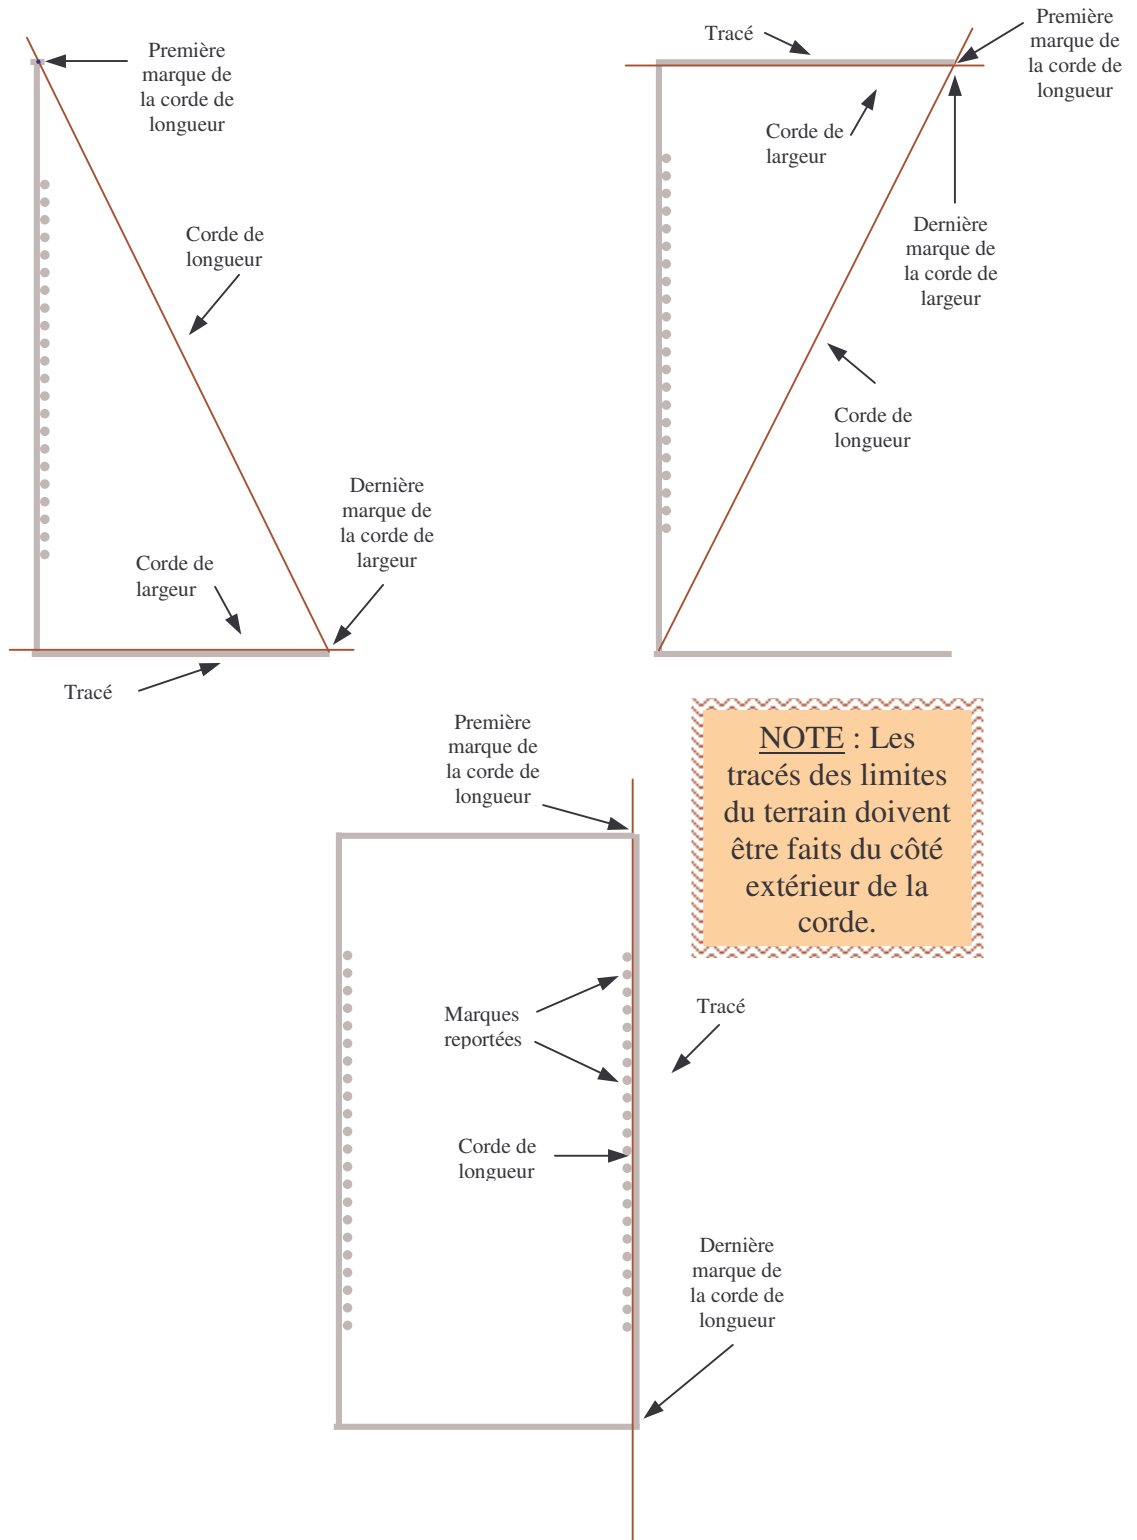 Première
marque de
la corde de
longueur
Corde de
longueur
Dernière
marque de
la corde de
largeur
Corde de
largeur
Tracé
Tracé
Première
marque de
la corde de
longueur
Corde de
largeur
Dernière
marque de
la corde de
largeur
Corde de
longueur
NOTE : Les
tracés des limites
du terrain doivent
être faits du côté
extérieur de la
corde.
Première
marque de
la corde de
longueur
Marques
reportées
Tracé
Corde de
longueur
Dernière
marque de
la corde de
longueur